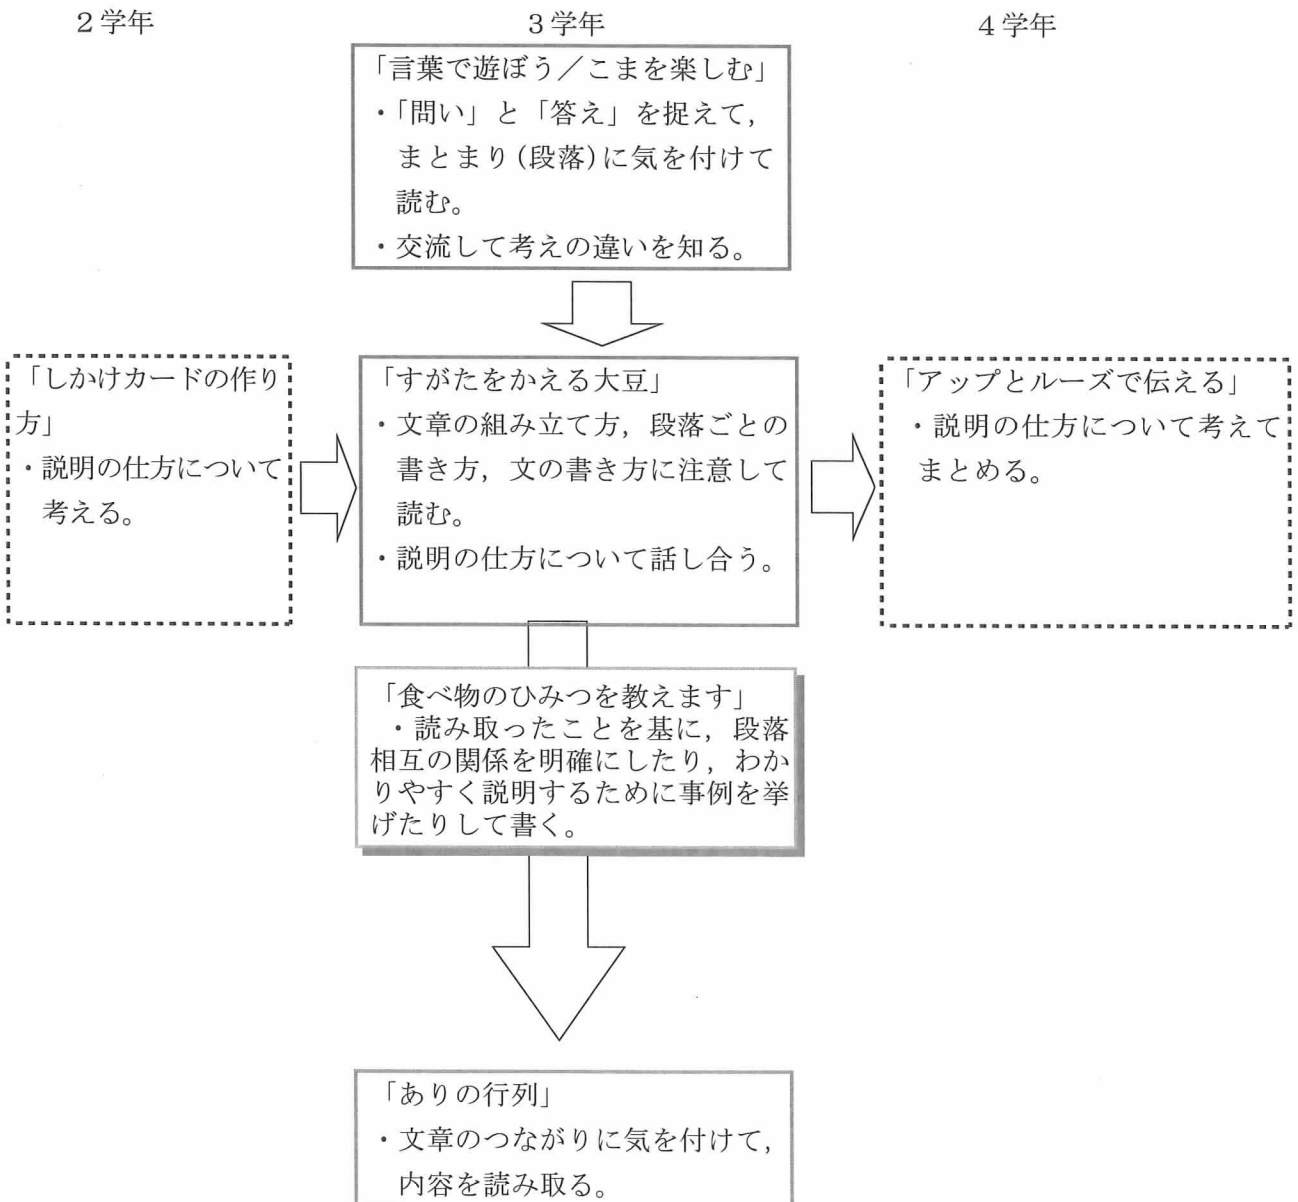 2学年
3学年
4学年
「言葉で遊ぼう／こまを楽しむ」
・「問い」と「答え」を捉えて，
まとまり(段落)に気を付けて
読む。
・交流して考えの違いを知る。
「しかけカードの作り
方」
・説明の仕方について
考える。
「すがたをかえる大豆」
・文章の組み立て方，段落ごとの
書き方，文の書き方に注意して
読む。
・説明の仕方について話し合う。
「アップとルーズで伝える」
・説明の仕方について考えて
まとめる。
「食べ物のひみつを教えます」
・読み取ったことを基に，段落
相互の関係を明確にしたり，わか
りやすく説明するために事例を挙
げたりして書く。
「ありの行列」
・文章のつながりに気を付けて，
内容を読み取る。